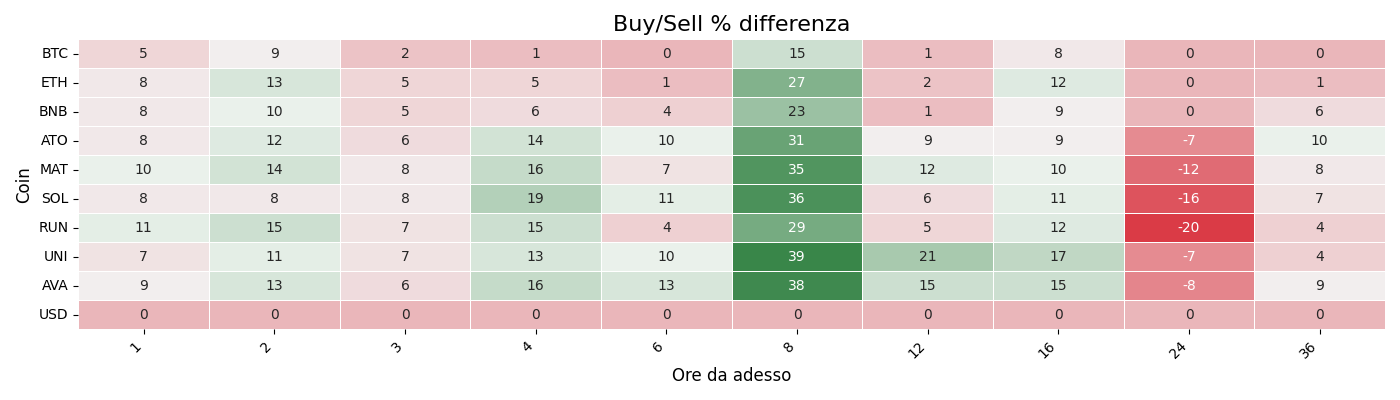 Buy/Sell % differenza
Coin
BTC 5 9 2 1 0 15 1 8 0 0
ETH 8 13 5 5 1 27 2 12 0 1
BNB 8 10 5 6 4 23 1 9 0 6
ATO 8 12 6 14 10 31 9 9 -7 10
MAT 10 14 8 16 7 35 12 10 -12 8
SOL 8 8 8 19 11 36 6 11 -16 7
RUN 11 15 7 15 4 29 5 12 -20 4
UNI 7 11 7 13 10 39 21 17 -7 4
AVA 9 13 6 16 13 38 15 15 -8 9
USD 0 0 0 0 0 0 0 0 0 0
1 2 3 4 6 8 12 16 24 36
Ore da adesso